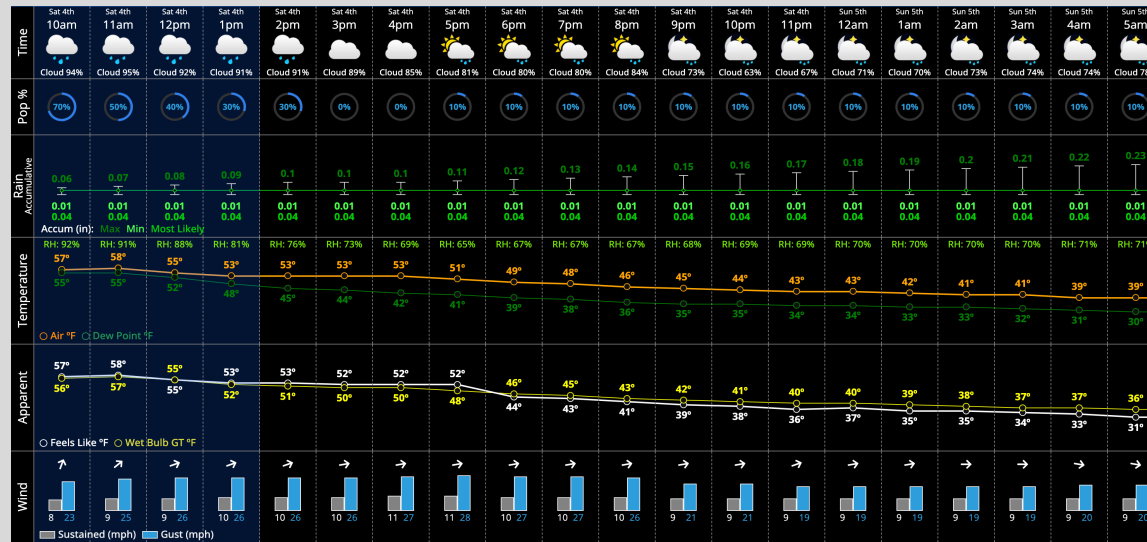 Time
Sat 4th Sat 4th Sat 4th Sat 4th Sat 4th Sat 4th Sat 4th Sat 4th Sat 4th Sat 4th Sat 4th Sat 4th Sat 4th Sat 4th Sun 5th Sun 5th Sun 5th Sun 5th Sun 5th Sun 5th
10am 11am 12pm 1pm 2pm 3pm 4pm 5pm 6pm 7pm 8pm 9pm 10pm 11pm 12am 1am 2am 3am 4am 5am
Cloud 94% Cloud 95% Cloud 92% Cloud 91% Cloud 91% Cloud 89% Cloud 85% Cloud 81% Cloud 80% Cloud 80% Cloud 84% Cloud 73% Cloud 63% Cloud 67% Cloud 71% Cloud 70% Cloud 73% Cloud 74% Cloud 74% Cloud
Pop %
70% 50% 40% 30% 30% 0% 0% 10% 10% 10% 10% 10% 10% 10% 10% 10% 10% 10% 10% 10%
Rain
Accumulative
0.06 0.07 0.08 0.09 0.1 0.1 0.1 0.11 0.12 0.13 0.14 0.15 0.16 0.17 0.18 0.19 0.2 0.21 0.22 0.23
0.01 0.01 0.01 0.01 0.01 0.01 0.01 0.01 0.01 0.01 0.01 0.01 0.01 0.01 0.01 0.01 0.01 0.01 0.01 0.01
0.04 0.04 0.04 0.04 0.04 0.04 0.04 0.04 0.04 0.04 0.04 0.04 0.04 0.04 0.04 0.04 0.04 0.04 0.04 0.04
Accum (in): Max Min Most Likely
Temperature
RH: 92% RH: 91% RH: 88% RH: 81% RH: 76% RH: 73% RH: 69% RH: 65% RH: 67% RH: 67% RH: 67% RH: 68% RH: 69% RH: 69% RH: 70% RH: 70% RH: 70% RH: 70% RH: 71% RH: 71%
57° 58° 55° 53° 53° 53° 53° 51° 49° 48° 46° 45° 44° 43° 43° 42° 41° 41° 39° 39°
55° 55° 52° 48° 45° 44° 42° 41° 39° 38° 36° 35° 35° 34° 34° 33° 33° 32° 31° 30°
Air °F Dew Point °F
Apparent
57° 58° 55° 53° 53° 52° 52° 52° 46° 45° 43° 42° 41° 40° 40° 39° 38° 37° 37° 36°
56° 57° 55° 52° 51° 50° 50° 48° 44° 43° 41° 39° 38° 36° 37° 35° 35° 34° 33° 31°
Feels Like °F Wet Bulb GT °F
Wind
8 23 9 25 9 26 10 26 10 26 10 26 11 27 11 28 10 27 10 27 10 26 9 21 9 21 9 19 9 19 9 19 9 19 9 19 9 20 9 20
Sustained (mph) Gust (mph)